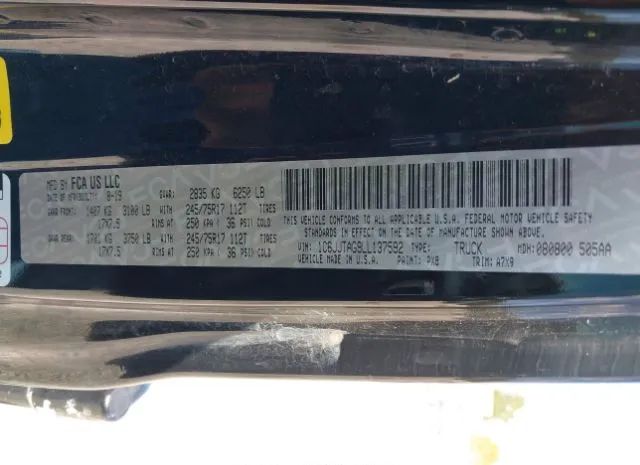 MFD BY FCA US LLC
DATE OF MFR: 8-19 GVWR: 2835 KG 6250 LB
GAWR FRONT: 1407 KG 3100 LB 245/75R17 112T TIRES
17X7.5 RIMS AT 250 KPA / 36 PSI COLD
GAWR REAR: 1701 KG 3750 LB 245/75R17 112T TIRES
17X7.5 RIMS AT 250 KPA / 36 PSI COLD
THIS VEHICLE CONFORMS TO ALL APPLICABLE U.S.A. FEDERAL MOTOR VEHICLE SAFETY
STANDARDS IN EFFECT ON THE DATE OF MANUFACTURE SHOWN ABOVE.
VIN: 1C6JJTAG9LL137592 TYPE: TRUCK MDH: 080800 505AA
VEHICLE MADE IN U.S.A. PAINT: PX8 TRIM: A7X9